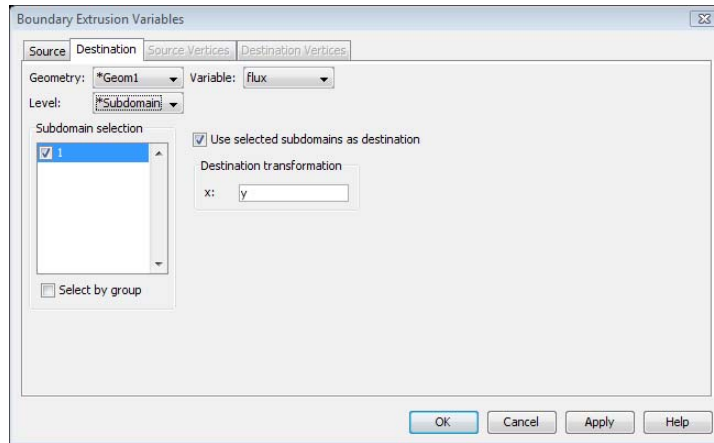 Boundary Extrusion Variables
Source Destination Source Vertices Destination Vertices
Geometry: *Geom1 Variable: flux
Level: *Subdomain
Subdomain selection
1
Use selected subdomains as destination
Destination transformation
x: y
Select by group
OK Cancel Apply Help